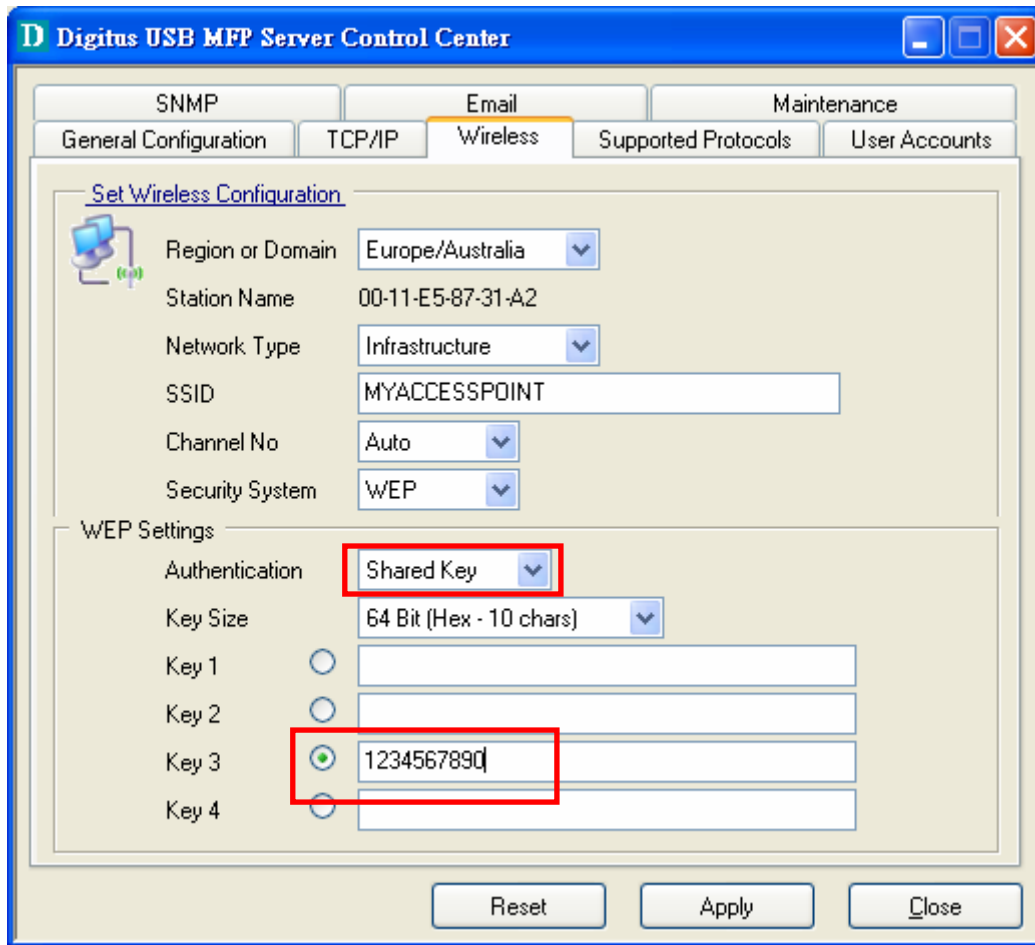 D Digitus USB MFP Server Control Center
SNMP Email Maintenance
General Configuration TCP/IP Wireless Supported Protocols User Accounts
Set Wireless Configuration
Region or Domain Europe/Australia
Station Name 00-11-E5-87-31-A2
Network Type Infrastructure
SSID MYACCESSPOINT
Channel No Auto
Security System WEP
WEP Settings
Authentication Shared Key
Key Size 64 Bit (Hex - 10 chars)
Key 1
Key 2
Key 3 1234567890
Key 4
Reset Apply Close